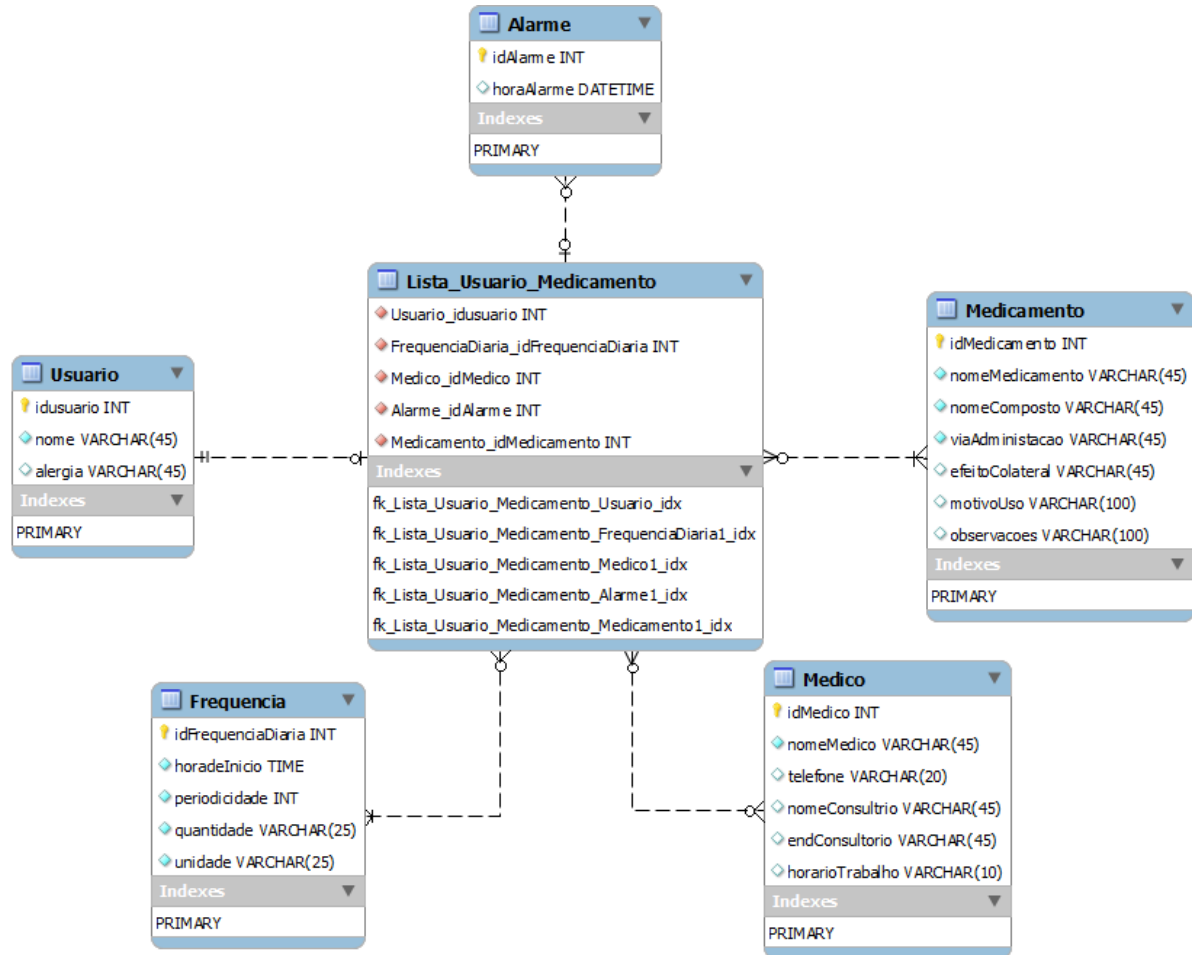 Alarme
idAlarme INT
horaAlarme DATETIME
Indexes
PRIMARY
Lista_Usuario_Medicamento
Usuario_idusuario INT
FrequenciaDiaria_idFrequenciaDiaria INT
Medico_idMedico INT
Alarme_idAlarme INT
Medicamento_idMedicamento INT
Indexes
fk_Lista_Usuario_Medicamento_Usuario_idx
fk_Lista_Usuario_Medicamento_FrequenciaDiaria1_idx
fk_Lista_Usuario_Medicamento_Medico1_idx
fk_Lista_Usuario_Medicamento_Alarme1_idx
fk_Lista_Usuario_Medicamento_Medicamento1_idx
Usuario
idusuario INT
nome VARCHAR(45)
alergia VARCHAR(45)
Indexes
PRIMARY
Medicamento
idMedicamento INT
nomeMedicamento VARCHAR(45)
nomeComposto VARCHAR(45)
viaAdministacao VARCHAR(45)
efeitoColateral VARCHAR(45)
motivoUso VARCHAR(100)
observacoes VARCHAR(100)
Indexes
PRIMARY
Frequencia
idFrequenciaDiaria INT
horadeInicio TIME
periodicidade INT
quantidade VARCHAR(25)
unidade VARCHAR(25)
Indexes
PRIMARY
Medico
idMedico INT
nomeMedico VARCHAR(45)
telefone VARCHAR(20)
nomeConsultrio VARCHAR(45)
endConsultorio VARCHAR(45)
horarioTrabalho VARCHAR(10)
Indexes
PRIMARY